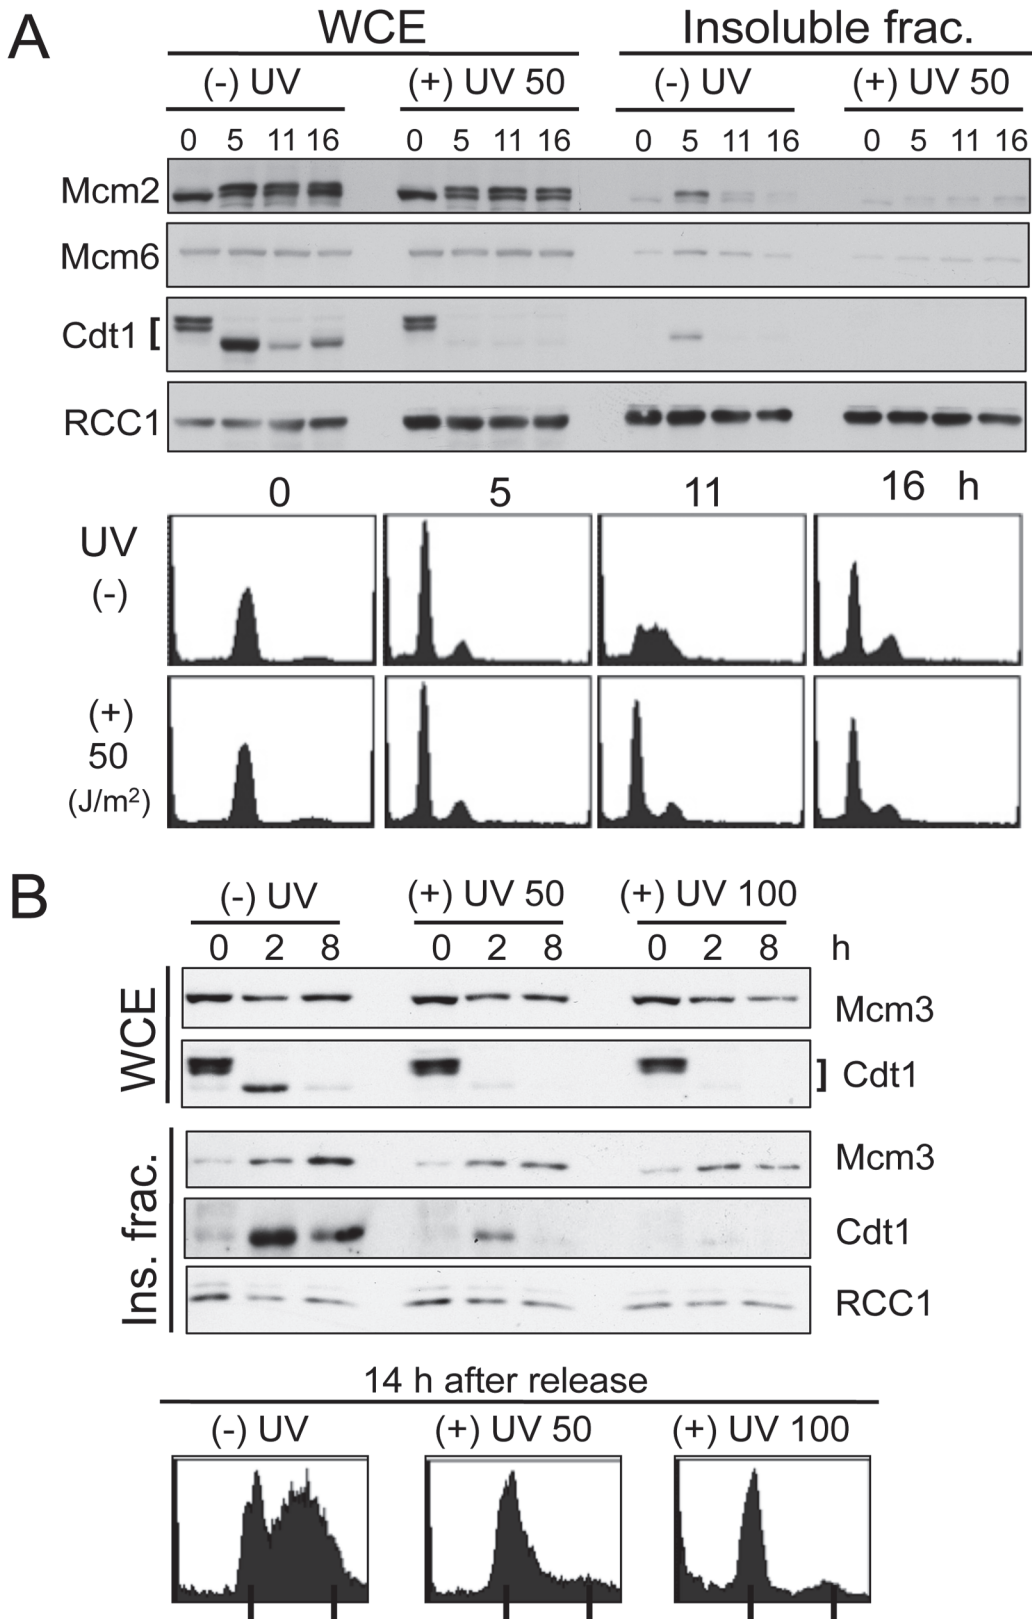 A
WCE Insoluble frac.
(-) UV (+) UV 50 (-) UV (+) UV 50
0 5 11 16 0 5 11 16 0 5 11 16 0 5 11 16
Mcm2
Mcm6
Cdt1 [
RCC1
0 5 11 16 h
UV
(-)
(+)
50
(J/m²)
B
(-) UV (+) UV 50 (+) UV 100
0 2 8 0 2 8 0 2 8 h
WCE
Mcm3
] Cdt1
Ins. frac.
Mcm3
Cdt1
RCC1
14 h after release
(-) UV (+) UV 50 (+) UV 100